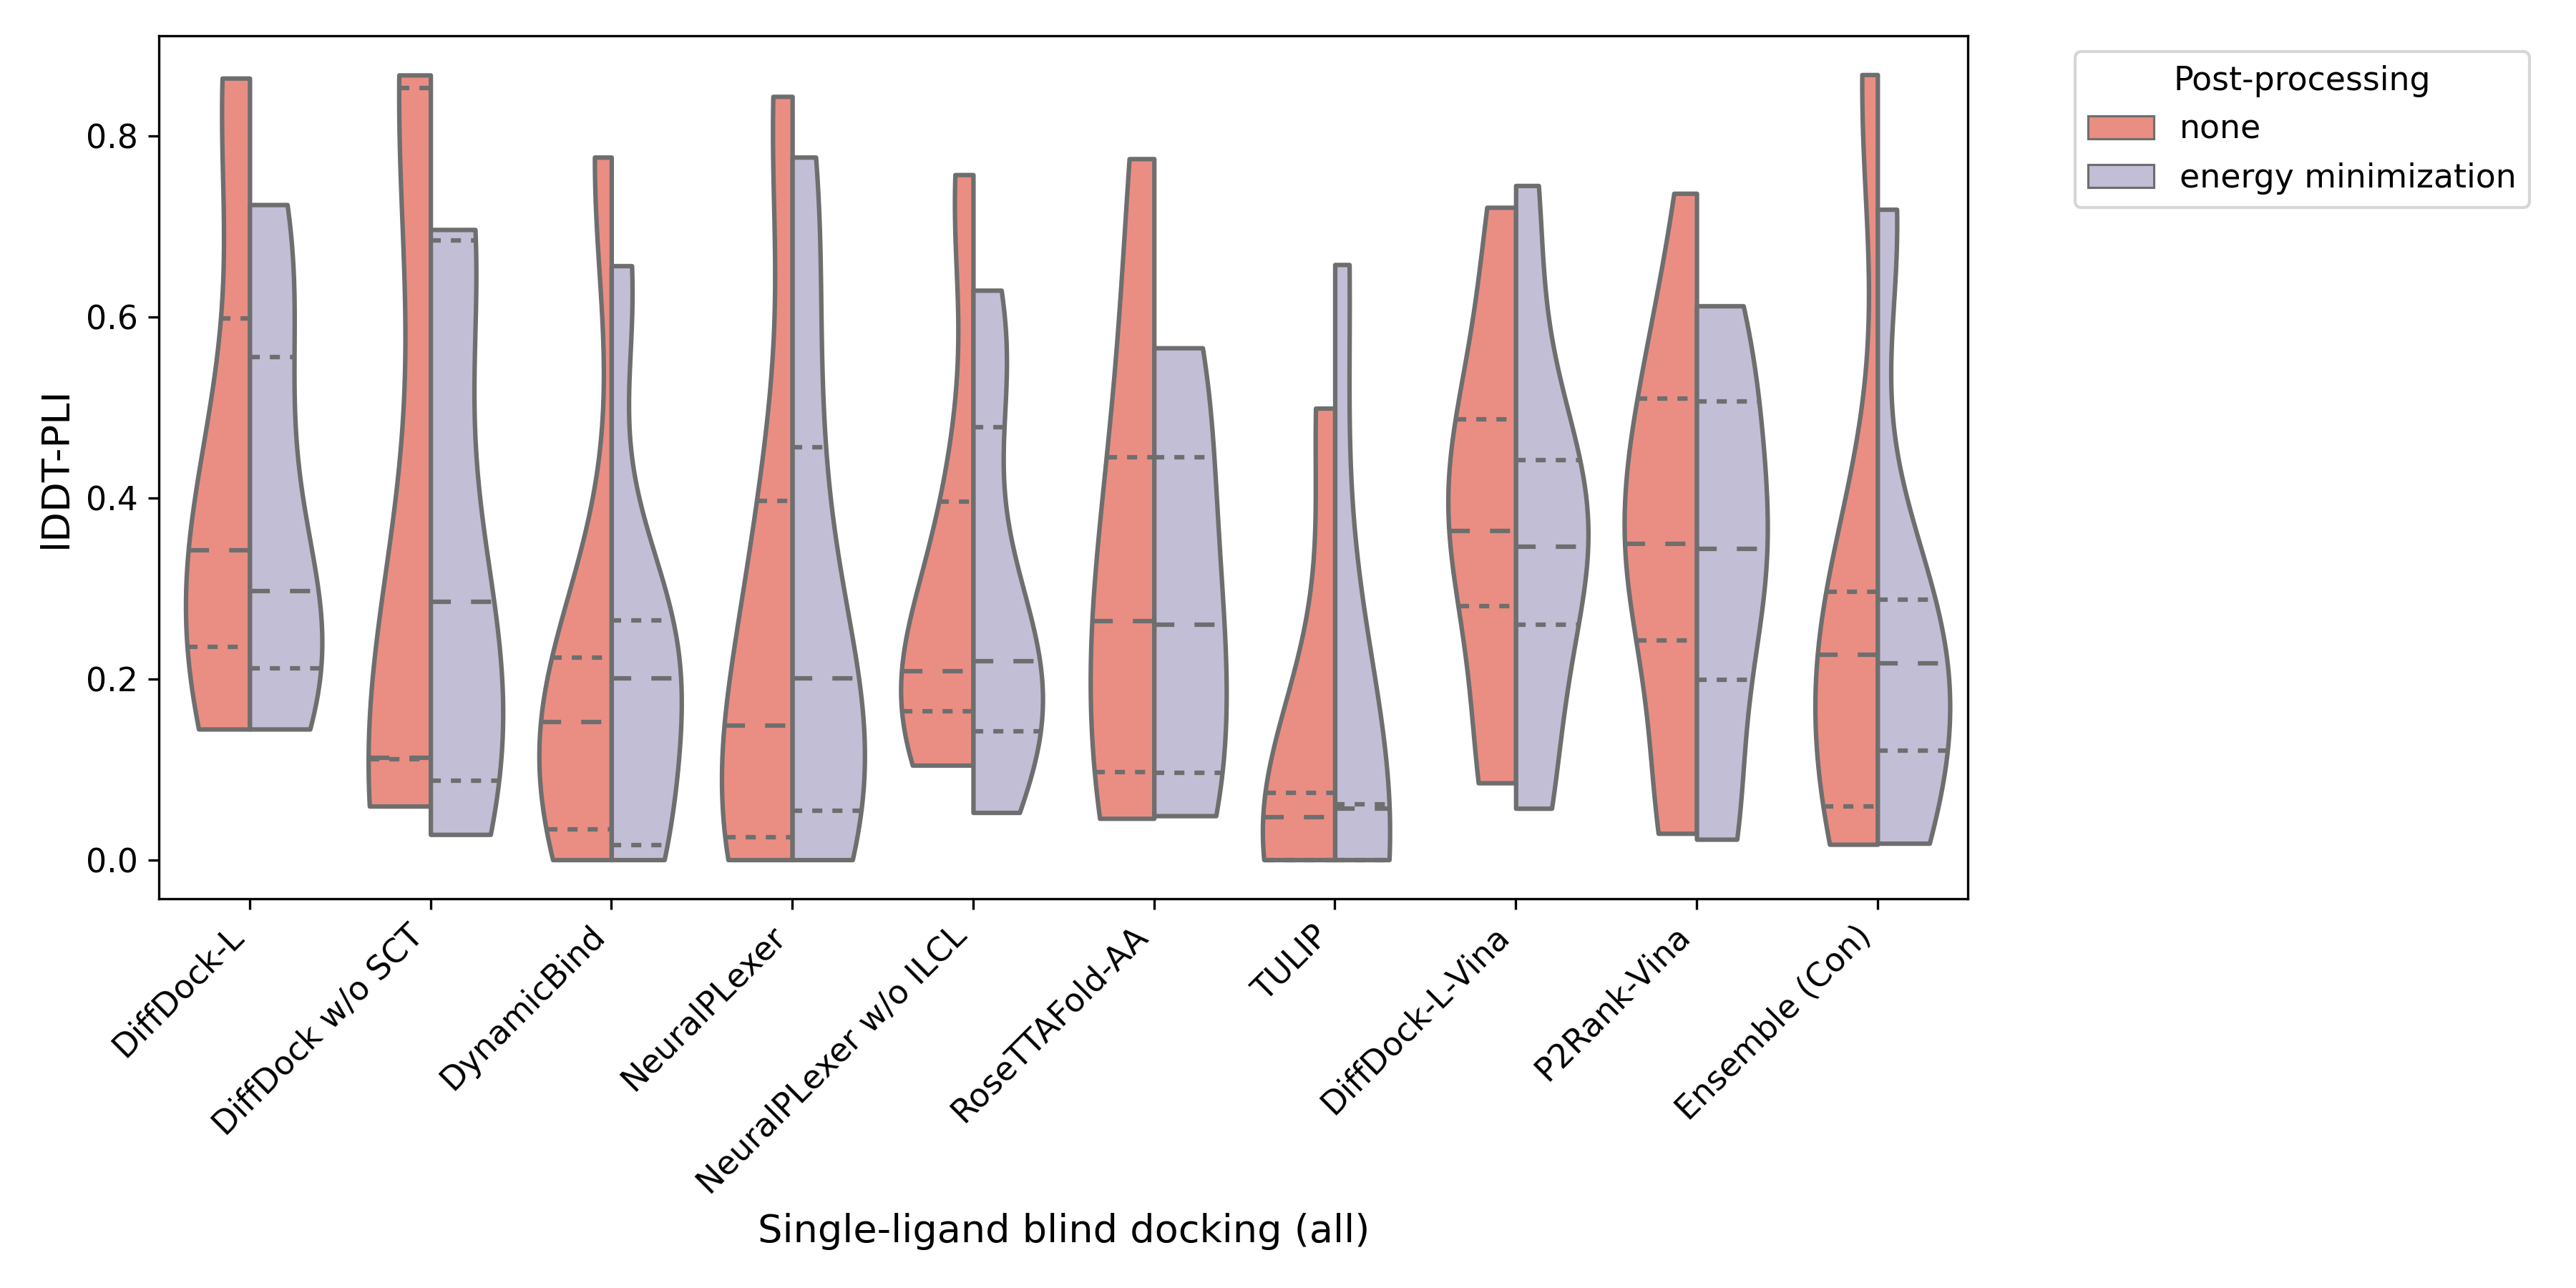 Post-processing
none
energy minimization
lDDT-PLI
0.8
0.6
0.4
0.2
0.0
DiffDock-L
DiffDock w/o SCT
DynamicBind
NeuralPLexer
NeuralPLexer w/o ILCL
RoseTTAFold-AA
TULIP
DiffDock-L-Vina
P2Rank-Vina
Ensemble (Con)
Single-ligand blind docking (all)